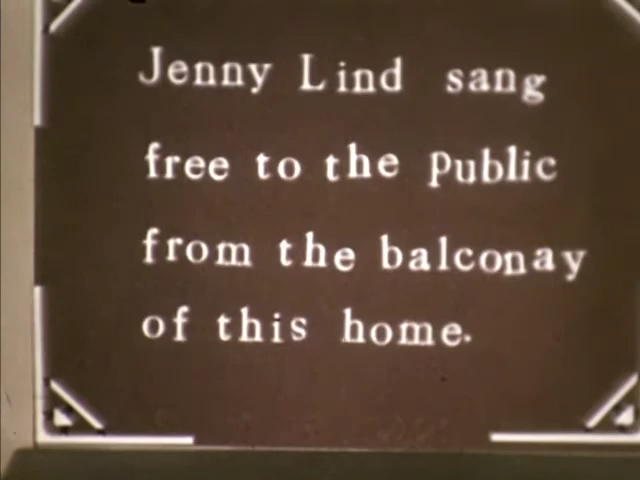 Jenny Lind sang
free to the Public
from the balconay
of this home.